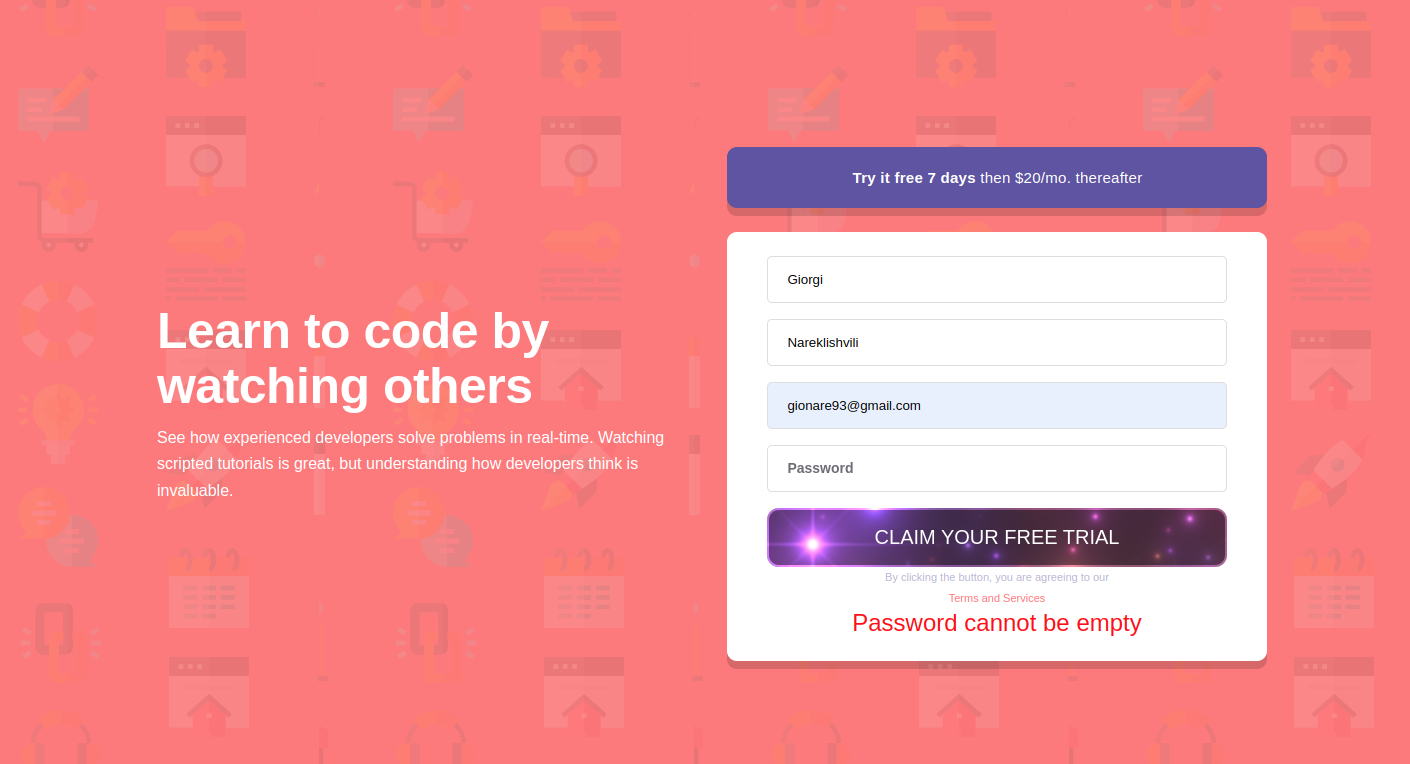 Learn to code by
watching others
See how experienced developers solve problems in real-time. Watching
scripted tutorials is great, but understanding how developers think is
invaluable.
Try it free 7 days then $20/mo. thereafter
Giorgi
Nareklishvili
gionare93@gmail.com
Password
CLAIM YOUR FREE TRIAL
By clicking the button, you are agreeing to our
Terms and Services
Password cannot be empty